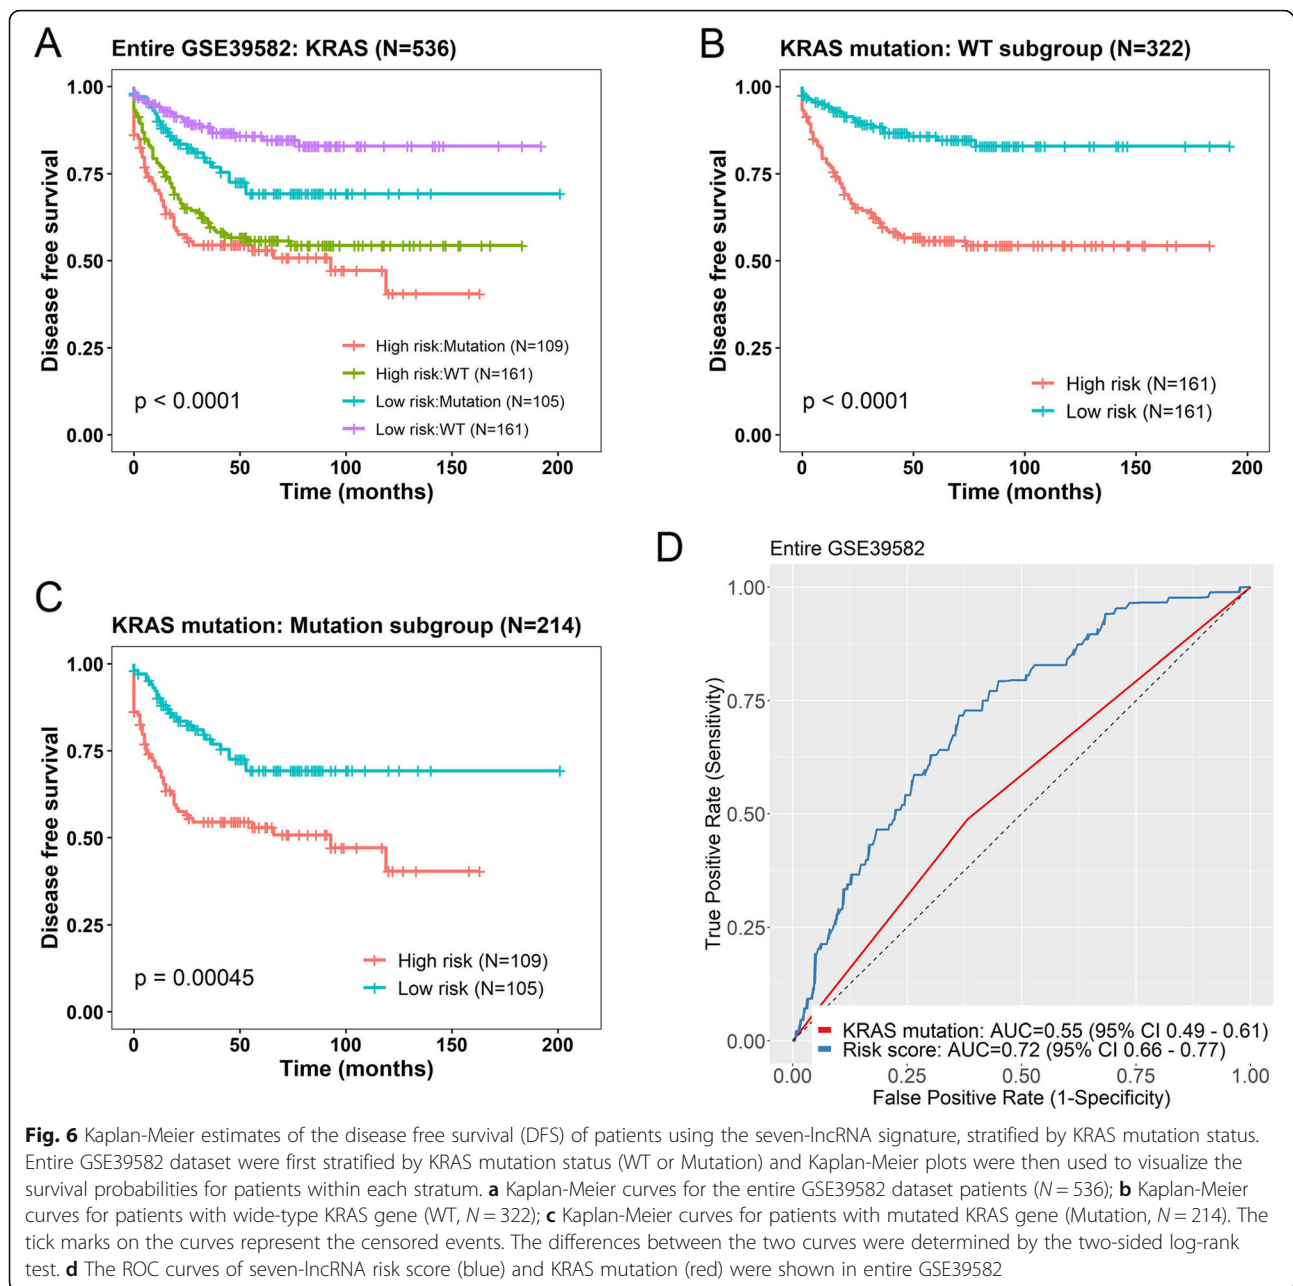 A
Entire GSE39582: KRAS (N=536)
Disease free survival
1.00
0.75
0.50
0.25
0.00
High risk:Mutation (N=109)
High risk:WT (N=161)
Low risk:Mutation (N=105)
Low risk:WT (N=161)
p < 0.0001
0 50 100 150 200
Time (months)
B
KRAS mutation: WT subgroup (N=322)
Disease free survival
1.00
0.75
0.50
0.25
0.00
High risk (N=161)
Low risk (N=161)
p < 0.0001
0 50 100 150 200
Time (months)
C
KRAS mutation: Mutation subgroup (N=214)
Disease free survival
1.00
0.75
0.50
0.25
0.00
High risk (N=109)
Low risk (N=105)
p = 0.00045
0 50 100 150 200
Time (months)
D
Entire GSE39582
True Positive Rate (Sensitivity)
1.00
0.75
0.50
0.25
0.00
KRAS mutation: AUC=0.55 (95% CI 0.49 - 0.61)
Risk score: AUC=0.72 (95% CI 0.66 - 0.77)
0.00 0.25 0.50 0.75 1.00
False Positive Rate (1-Specificity)
Fig. 6 Kaplan-Meier estimates of the disease free survival (DFS) of patients using the seven-lncRNA signature, stratified by KRAS mutation status.
Entire GSE39582 dataset were first stratified by KRAS mutation status (WT or Mutation) and Kaplan-Meier plots were then used to visualize the
survival probabilities for patients within each stratum. a Kaplan-Meier curves for the entire GSE39582 dataset patients (N = 536); b Kaplan-Meier
curves for patients with wide-type KRAS gene (WT, N = 322); c Kaplan-Meier curves for patients with mutated KRAS gene (Mutation, N = 214). The
tick marks on the curves represent the censored events. The differences between the two curves were determined by the two-sided log-rank
test. d The ROC curves of seven-lncRNA risk score (blue) and KRAS mutation (red) were shown in entire GSE39582